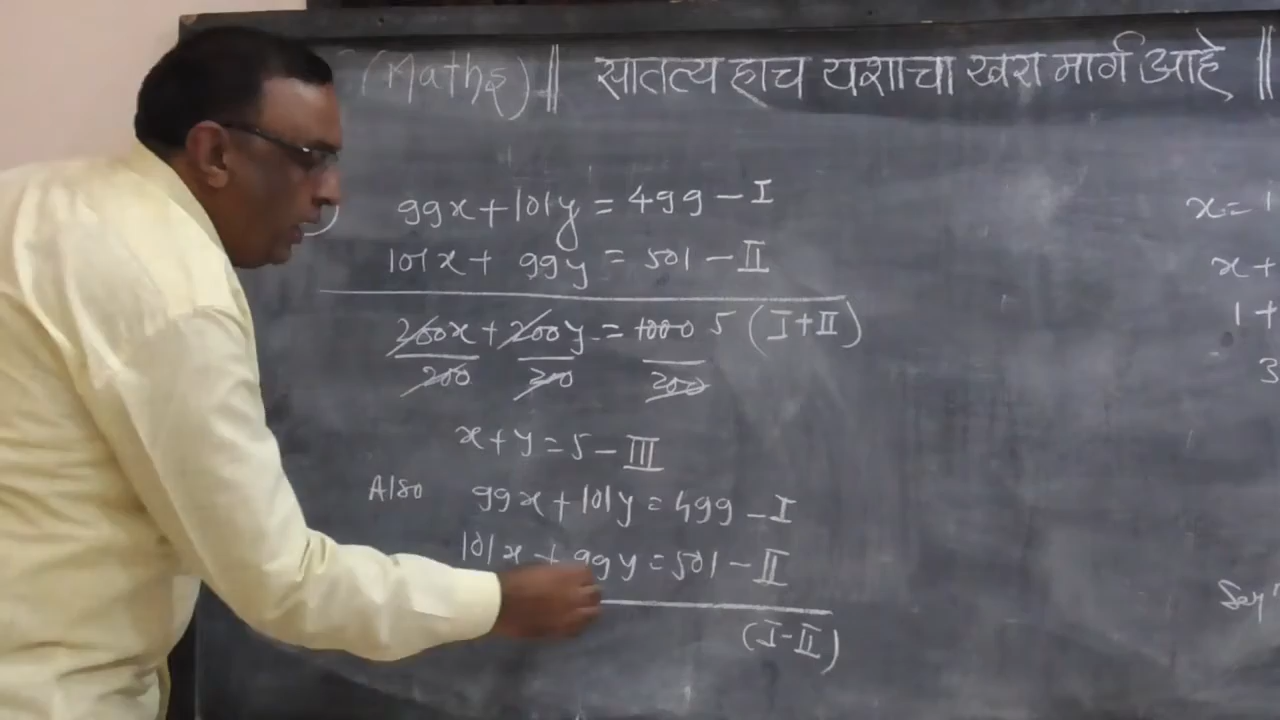 (Maths) || सातत्य हाच यशाचा खरा मार्ग आहे ||
99x + 101y = 499 - I
101x + 99y = 501 - II
200x + 200y = 1000 5 (I+II)
200 200 200
x + y = 5 - III
Also 99x + 101y = 499 - I
101x + 99y = 501 - II
(I-II)
x = 1
x +
1 +
3